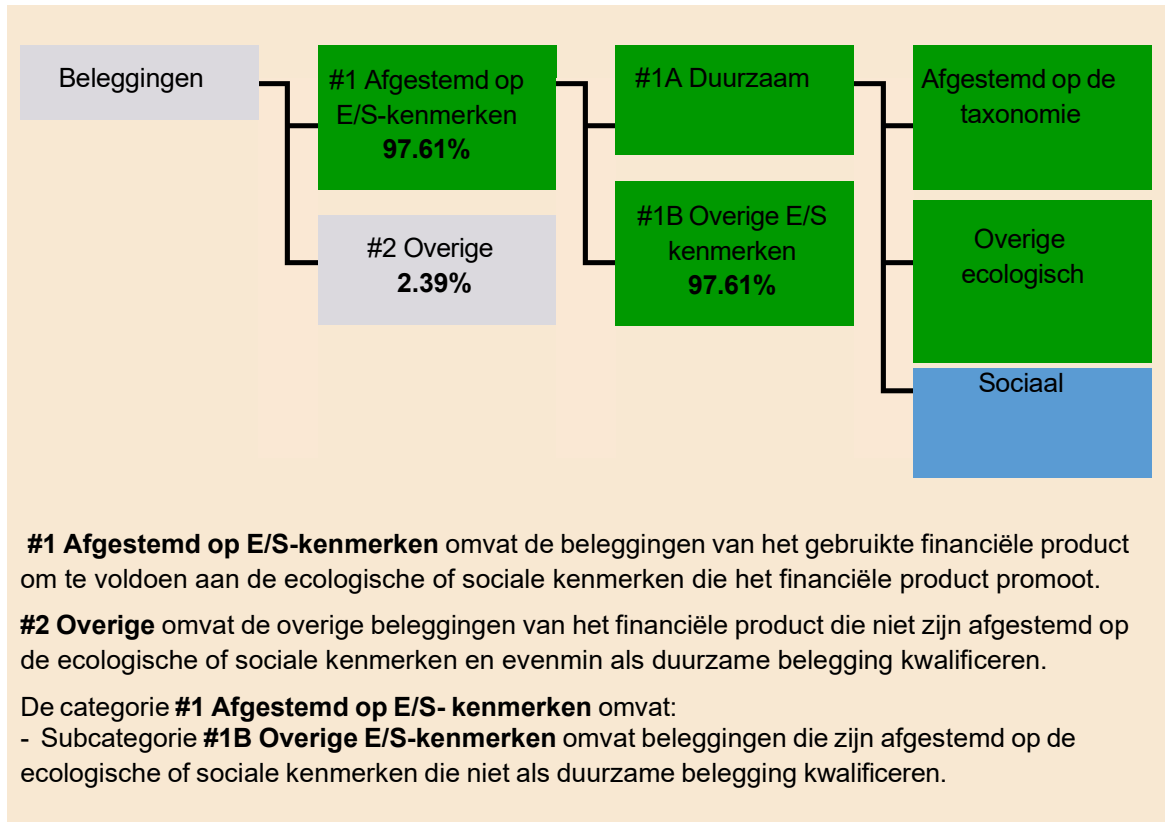 Beleggingen
#1 Afgestemd op
E/S-kenmerken
97.61%
#2 Overige
2.39%
#1A Duurzaam
#1B Overige E/S
kenmerken
97.61%
Afgestemd op de
taxonomie
Overige
ecologisch
Sociaal
#1 Afgestemd op E/S-kenmerken omvat de beleggingen van het gebruikte financiële product
om te voldoen aan de ecologische of sociale kenmerken die het financiële product promoot.
#2 Overige omvat de overige beleggingen van het financiële product die niet zijn afgestemd op
de ecologische of sociale kenmerken en evenmin als duurzame belegging kwalificeren.
De categorie #1 Afgestemd op E/S- kenmerken omvat:
- Subcategorie #1B Overige E/S-kenmerken omvat beleggingen die zijn afgestemd op de
ecologische of sociale kenmerken die niet als duurzame belegging kwalificeren.